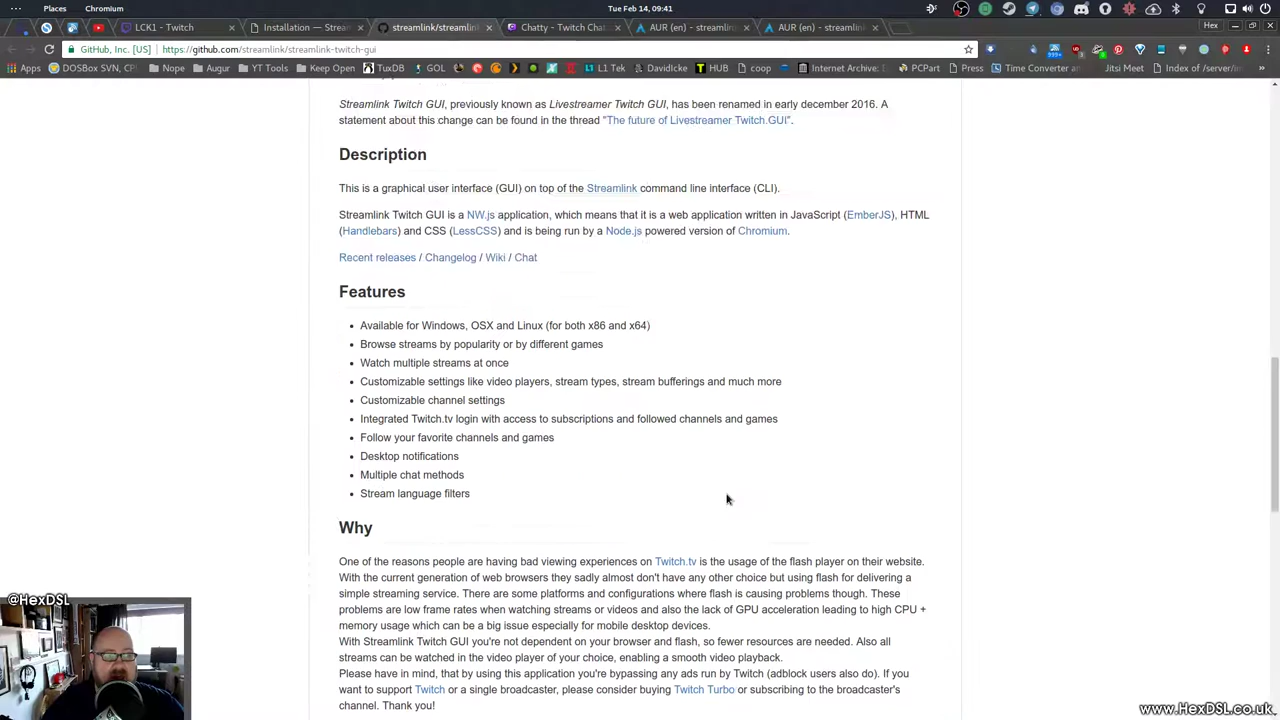 Places Chromium Tue Feb 14, 09:41 Hex
LCK1 - Twitch Installation — Stream streamlink/streamlin Chatty - Twitch Cha AUR (en) - streamlin AUR (en) - streamlin Hex
GitHub, Inc. [US] https://github.com/streamlink/streamlink-twitch-gui 999+
Apps DOSBox SVN, CP Nope Augur YT Tools Keep Open TuxDB GOL L1 Tek DavidIcke HUB coop Internet Archive: PCPart Press Time Converter a Jitsi Meet Index of /server/in
Streamlink Twitch GUI, previously known as Livestreamer Twitch GUI, has been renamed in early december 2016. A
statement about this change can be found in the thread "The future of Livestreamer Twitch.GUI".
Description
This is a graphical user interface (GUI) on top of the Streamlink command line interface (CLI).
Streamlink Twitch GUI is a NW.js application, which means that it is a web application written in JavaScript (EmberJS), HTML
(Handlebars) and CSS (LessCSS) and is being run by a Node.js powered version of Chromium.
Recent releases / Changelog / Wiki / Chat
Features
• Available for Windows, OSX and Linux (for both x86 and x64)
• Browse streams by popularity or by different games
• Watch multiple streams at once
• Customizable settings like video players, stream types, stream bufferings and much more
• Customizable channel settings
• Integrated Twitch.tv login with access to subscriptions and followed channels and games
• Follow your favorite channels and games
• Desktop notifications
• Multiple chat methods
• Stream language filters
Why
One of the reasons people are having bad viewing experiences on Twitch.tv is the usage of the flash player on their website.
With the current generation of web browsers they sadly almost don't have any other choice but using flash for delivering a
simple streaming service. There are some platforms and configurations where flash is causing problems though. These
problems are low frame rates when watching streams or videos and also the lack of GPU acceleration leading to high CPU +
memory usage which can be a big issue especially for mobile desktop devices.
With Streamlink Twitch GUI you're not dependent on your browser and flash, so fewer resources are needed. Also all
streams can be watched in the video player of your choice, enabling a smooth video playback.
Please have in mind, that by using this application you're bypassing any ads run by Twitch (adblock users also do). If you
want to support Twitch or a single broadcaster, please consider buying Twitch Turbo or subscribing to the broadcaster's
channel. Thank you!
@HexDSL
www.HexDSL.co.uk